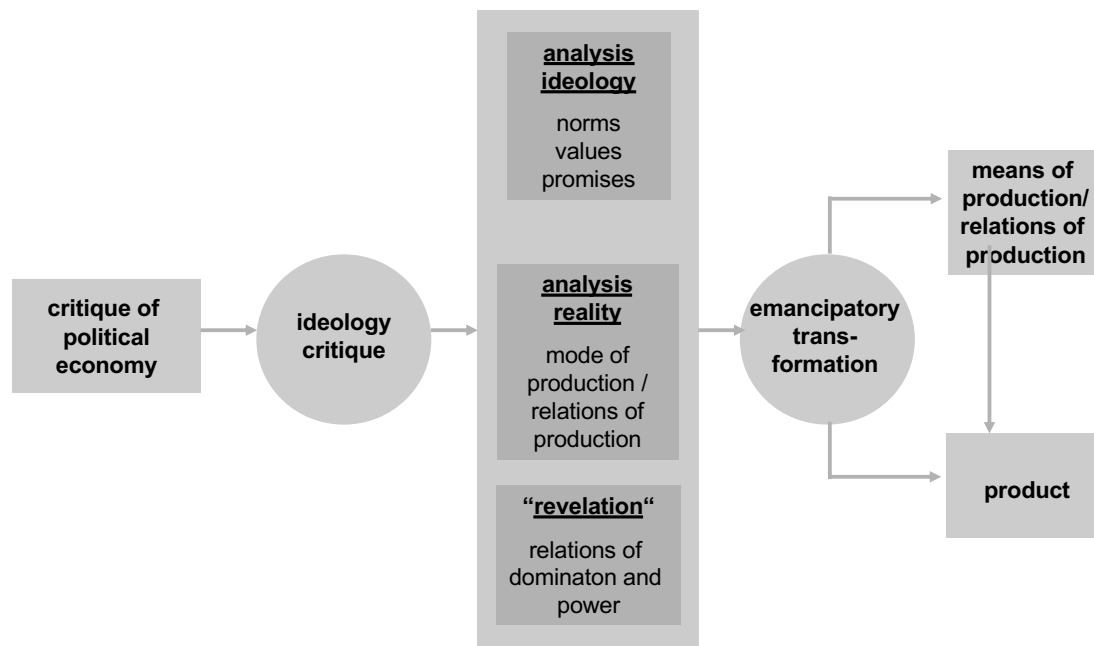 critique of
political
economy
ideology
critique
analysis
ideology
norms
values
promises
analysis
reality
mode of
production /
relations of
production
“revelation“
relations of
dominaton and
power
emancipatory
trans-
formation
means of
production/
relations of
production
product